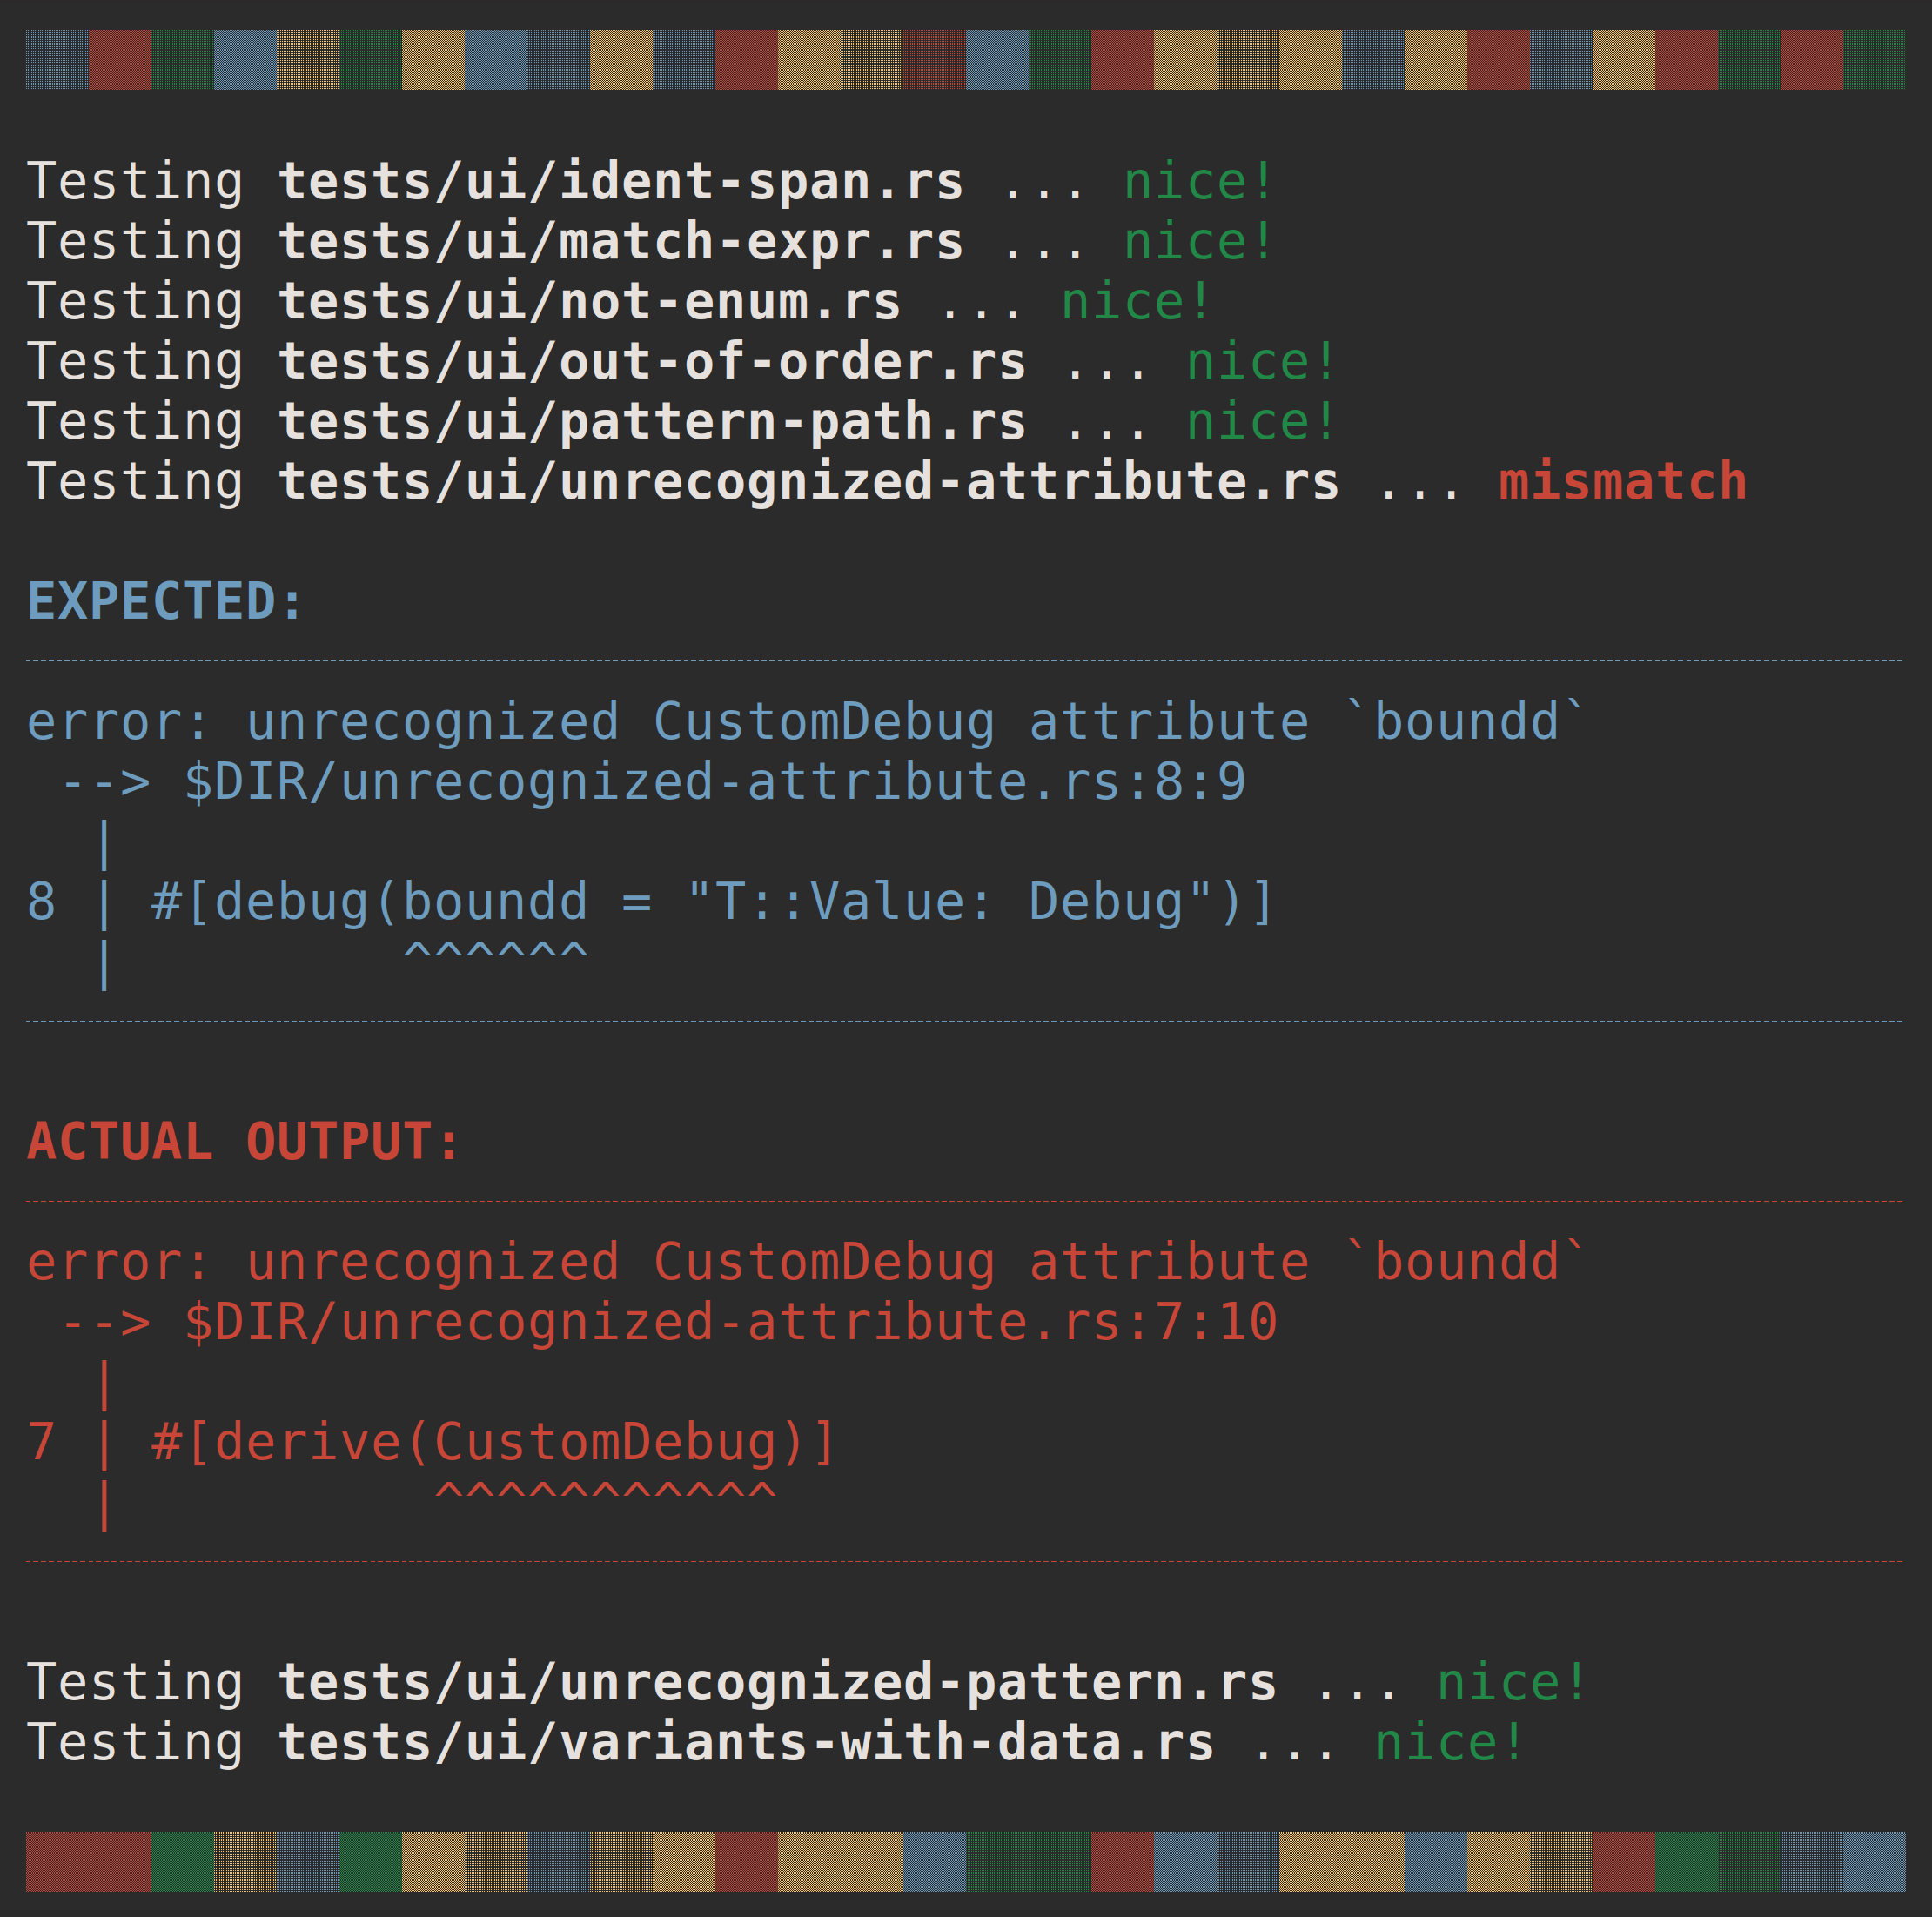 Testing tests/ui/ident-span.rs ... nice!
Testing tests/ui/match-expr.rs ... nice!
Testing tests/ui/not-enum.rs ... nice!
Testing tests/ui/out-of-order.rs ... nice!
Testing tests/ui/pattern-path.rs ... nice!
Testing tests/ui/unrecognized-attribute.rs ... mismatch
EXPECTED:
error: unrecognized CustomDebug attribute `boundd`
 --> $DIR/unrecognized-attribute.rs:8:9
  |
8 | #[debug(boundd = "T::Value: Debug")]
  |         ^^^^^^
ACTUAL OUTPUT:
error: unrecognized CustomDebug attribute `boundd`
 --> $DIR/unrecognized-attribute.rs:7:10
  |
7 | #[derive(CustomDebug)]
  |          ^^^^^^^^^^^
Testing tests/ui/unrecognized-pattern.rs ... nice!
Testing tests/ui/variants-with-data.rs ... nice!